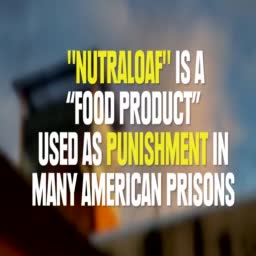 "NUTRALOAF" IS A
“FOOD PRODUCT”
USED AS PUNISHMENT IN
MANY AMERICAN PRISONS